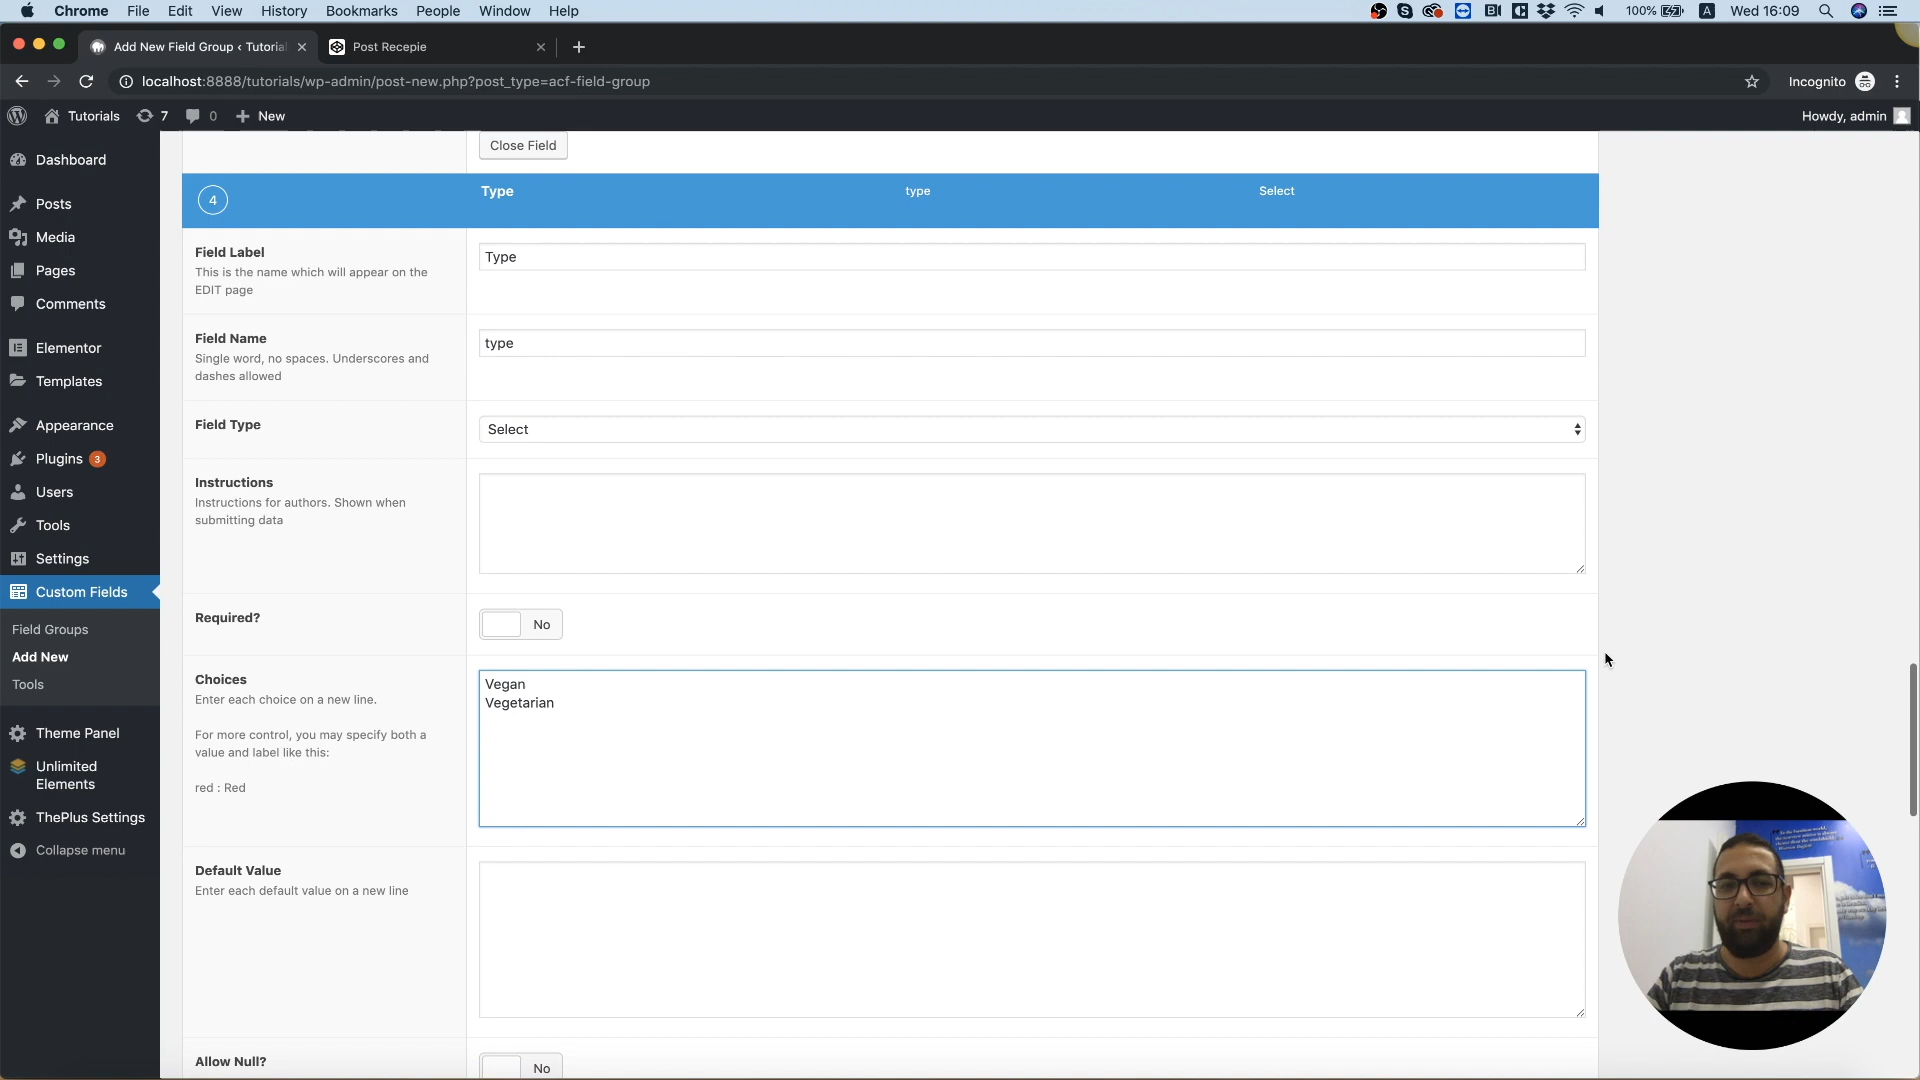 Chrome File Edit View History Bookmarks People Window Help
100% A Wed 16:09
Add New Field Group ‹ Tutoria
Post Recepie
localhost:8888/tutorials/wp-admin/post-new.php?post_type=acf-field-group
Incognito
Tutorials 7 0 New
Howdy, admin
Dashboard
Posts
Media
Pages
Comments
Elementor
Templates
Appearance
Plugins 3
Users
Tools
Settings
Custom Fields
Field Groups
Add New
Tools
Theme Panel
Unlimited
Elements
ThePlus Settings
Collapse menu
Close Field
4 Type type Select
Field Label
This is the name which will appear on the
EDIT page
Type
Field Name
Single word, no spaces. Underscores and
dashes allowed
type
Field Type
Select
Instructions
Instructions for authors. Shown when
submitting data
Required?
No
Choices
Enter each choice on a new line.
For more control, you may specify both a
value and label like this:
red : Red
Vegan
Vegetarian
Default Value
Enter each default value on a new line
Allow Null?
No